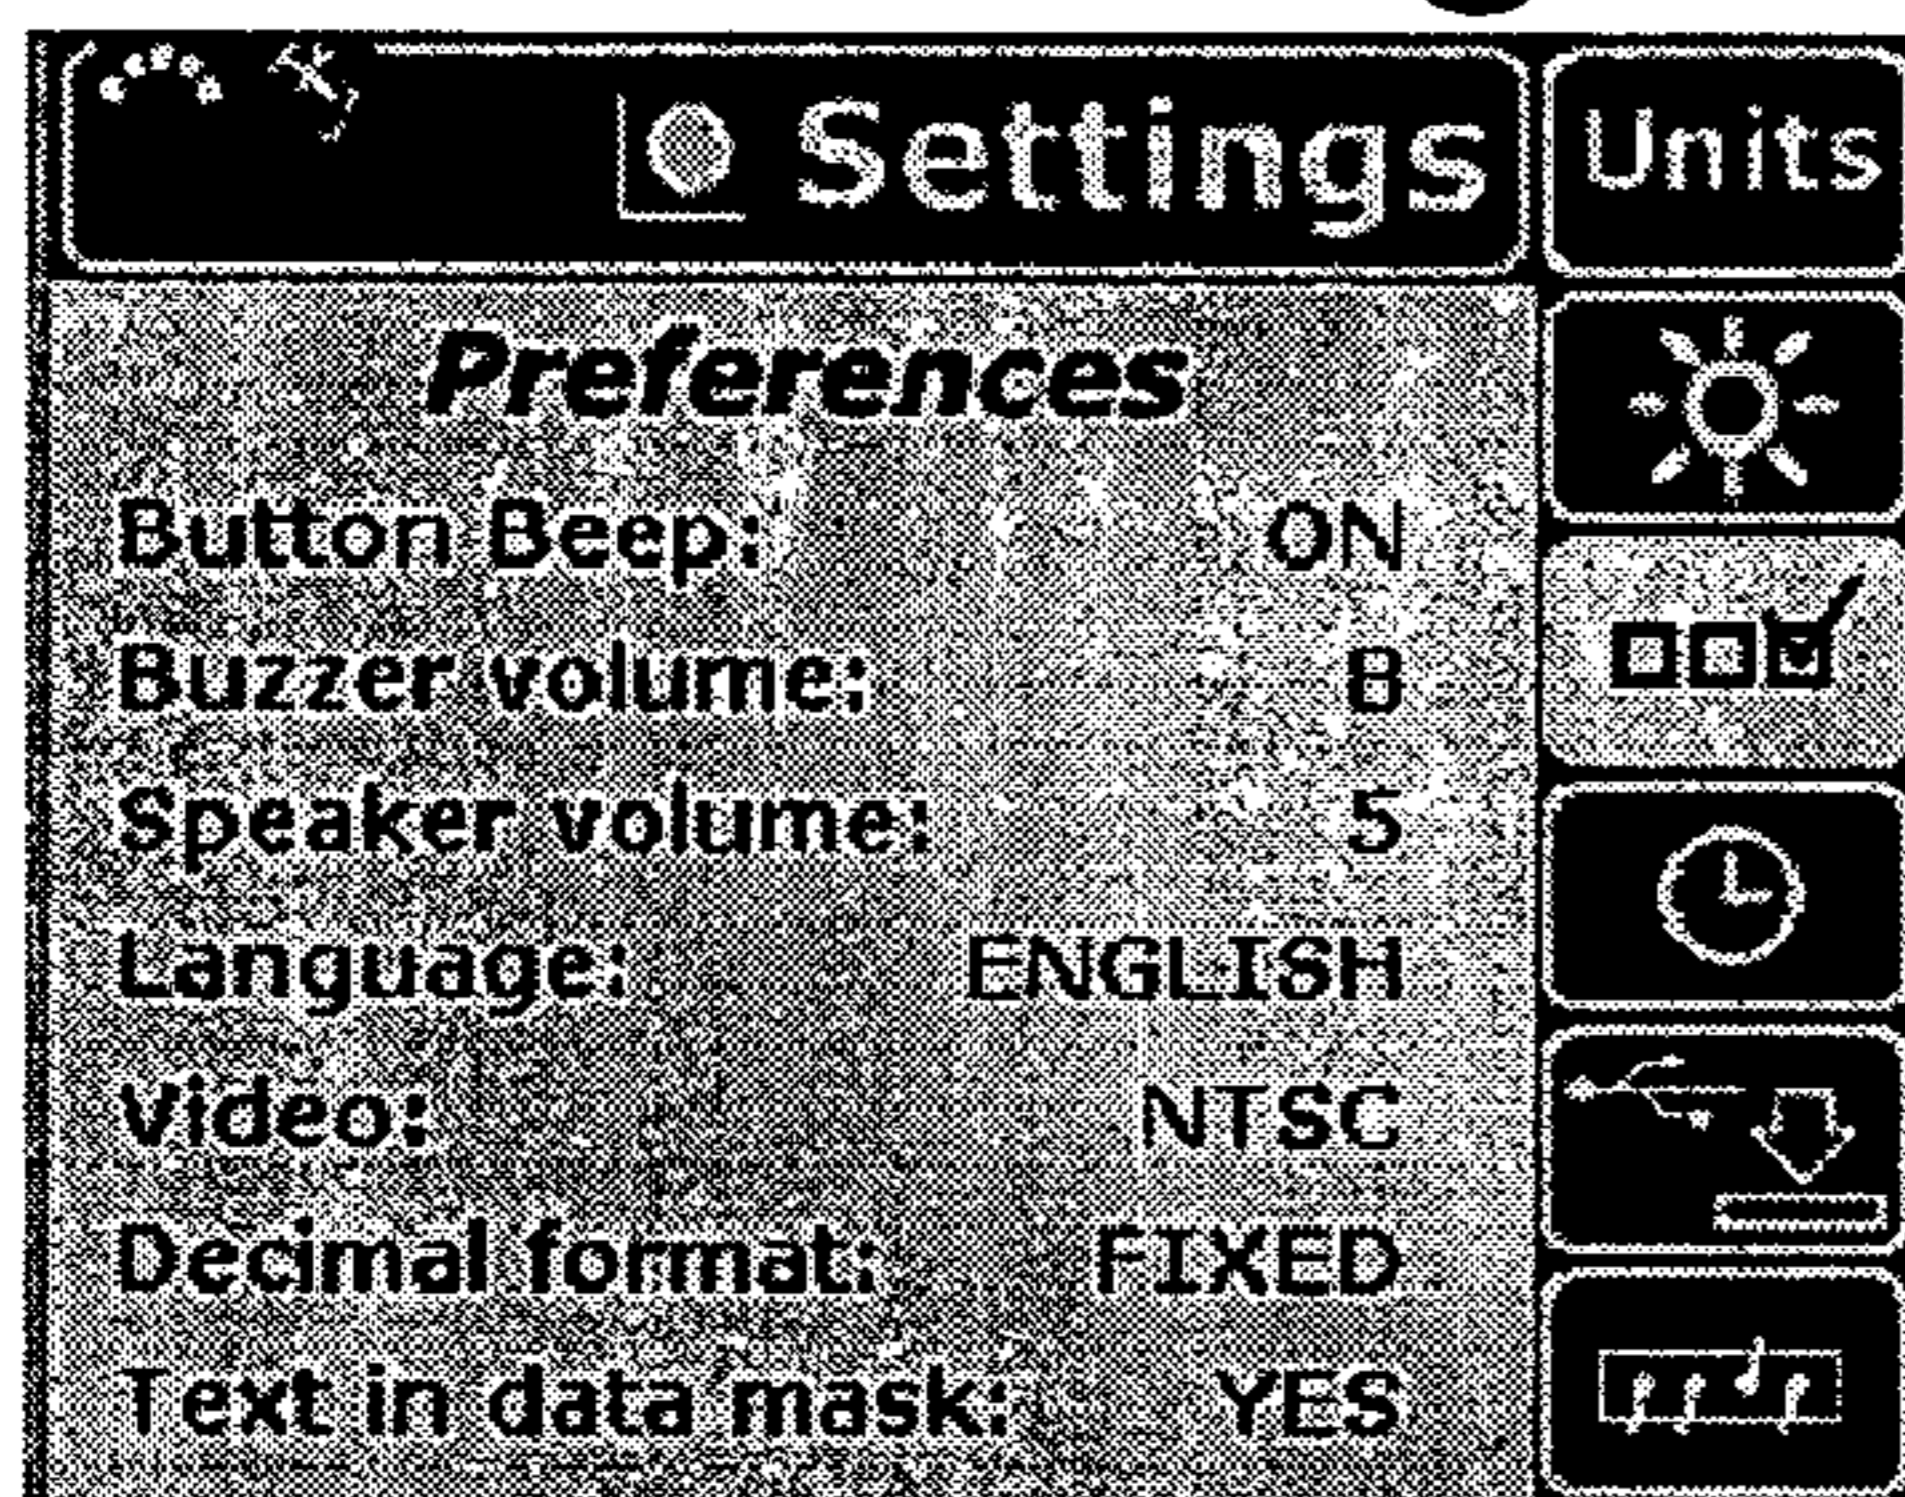 Settings
Units
Preferences
Button Beep: ON
Buzzer volume: 8
Speaker volume: 5
Language: ENGLISH
Video: NTSC
Decimal format: FIXED
Text in data mask: YES